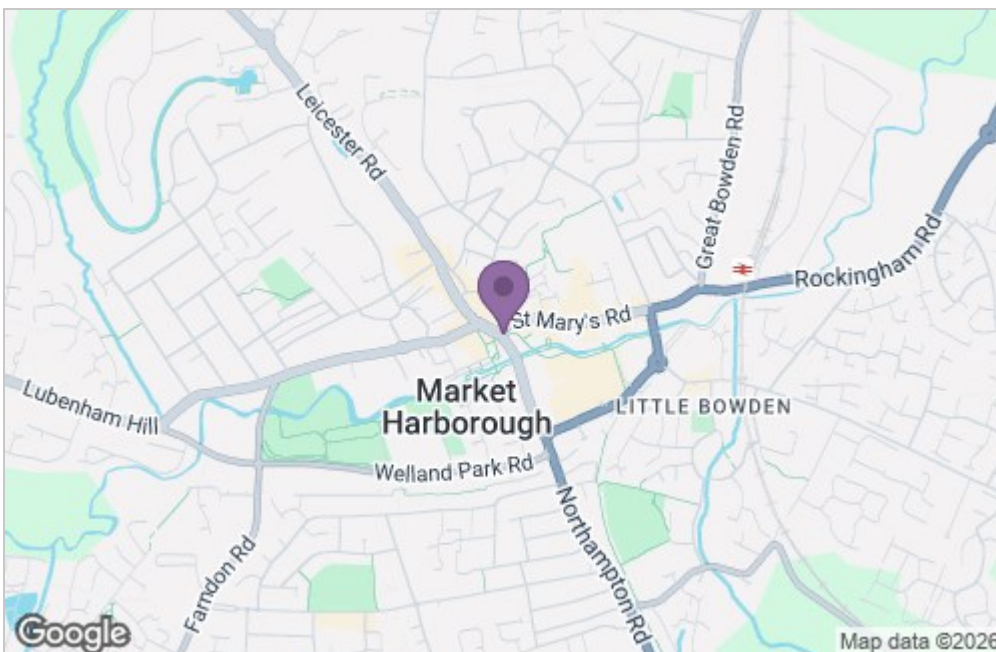 Leicester Rd
Great Bowden Rd
Rockingham Rd
St Mary's Rd
Market
Harborough
LITTLE BOWDEN
Lubenham Hill
Welland Park Rd
Northampton Rd
Farndon Rd
Google
Map data ©2026